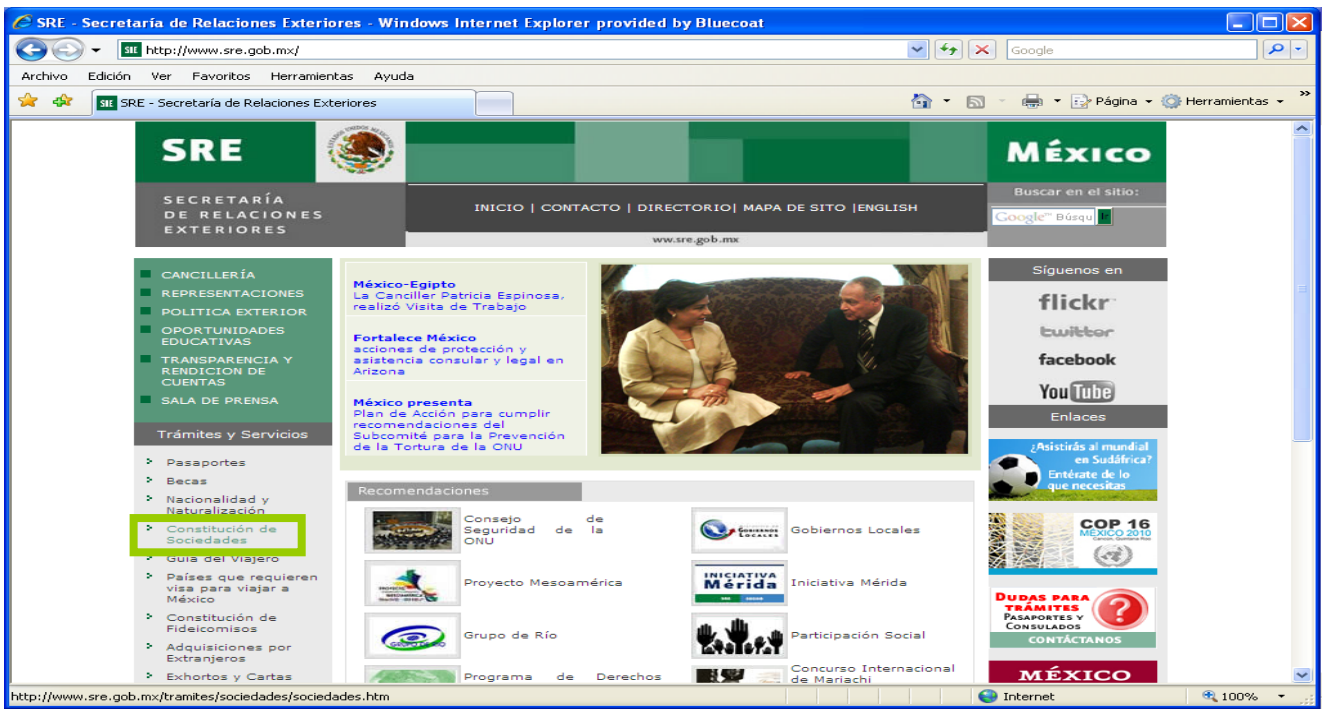 SRE - Secretaría de Relaciones Exteriores - Windows Internet Explorer provided by Bluecoat
http://www.sre.gob.mx/
Google
Archivo Edición Ver Favoritos Herramientas Ayuda
SRE - Secretaría de Relaciones Exteriores
Página
Herramientas
SRE
MÉXICO
SECRETARÍA
DE RELACIONES
EXTERIORES
INICIO | CONTACTO | DIRECTORIO| MAPA DE SITO |ENGLISH
ww.sre.gob.mx
Buscar en el sitio:
Google™ Búsqu
CANCILLERÍA
REPRESENTACIONES
POLITICA EXTERIOR
OPORTUNIDADES
EDUCATIVAS
TRANSPARENCIA Y
RENDICION DE
CUENTAS
SALA DE PRENSA
Trámites y Servicios
Pasaportes
Becas
Nacionalidad y
Naturalización
Constitución de
Sociedades
Guía del Viajero
Países que requieren
visa para viajar a
México
Constitución de
Fideicomisos
Adquisiciones por
Extranjeros
Exhortos y Cartas
México-Egipto
La Canciller Patricia Espinosa,
realizó Visita de Trabajo
Fortalece México
acciones de protección y
asistencia consular y legal en
Arizona
México presenta
Plan de Acción para cumplir
recomendaciones del
Subcomité para la Prevención
de la Tortura de la ONU
Recomendaciones
Consejo de
Seguridad de la
ONU
GOBIERNOS
LOCALES
Gobiernos Locales
Proyecto Mesoamérica
INICIATIVA
Mérida
Iniciativa Mérida
Grupo de Río
Participación Social
Programa de Derechos
Concurso Internacional
de Mariachi
Síguenos en
flickr
twitter
facebook
You Tube
Enlaces
¿Asistirás al mundial
en Sudáfrica?
Entérate de lo
que necesitas
COP 16
MÉXICO 2010
DUDAS PARA
TRÁMITES
PASAPORTES Y
CONSULADOS
CONTÁCTANOS
MÉXICO
http://www.sre.gob.mx/tramites/sociedades/sociedades.htm
Internet
100%